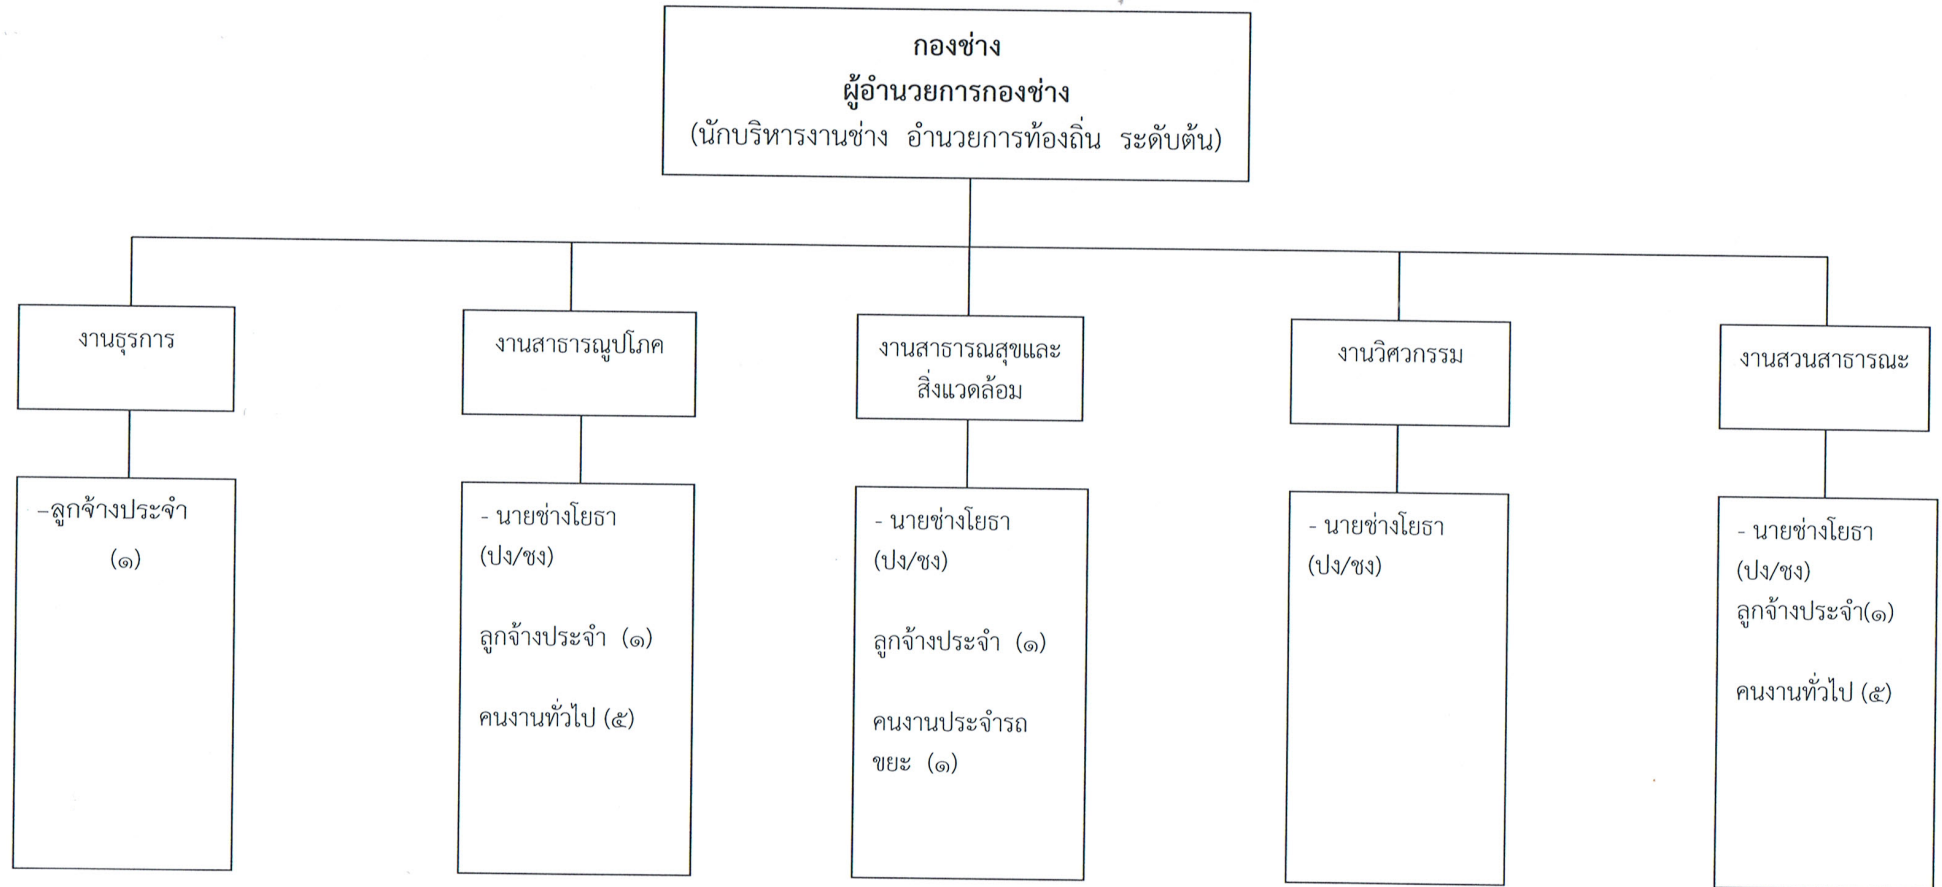 กองช่าง
ผู้อำนวยการกองช่าง
(นักบริหารงานช่าง อำนวยการท้องถิ่น ระดับต้น)
งานธุรการ
-ลูกจ้างประจำ
(๑)
งานสาธารณูปโภค
- นายช่างโยธา
(ปง/ชง)
ลูกจ้างประจำ (๑)
คนงานทั่วไป (๕)
งานสาธารณสุขและ
สิ่งแวดล้อม
- นายช่างโยธา
(ปง/ชง)
ลูกจ้างประจำ (๑)
คนงานประจำรถ
ขยะ (๑)
งานวิศวกรรม
- นายช่างโยธา
(ปง/ชง)
งานสวนสาธารณะ
- นายช่างโยธา
(ปง/ชง)
ลูกจ้างประจำ(๑)
คนงานทั่วไป (๕)